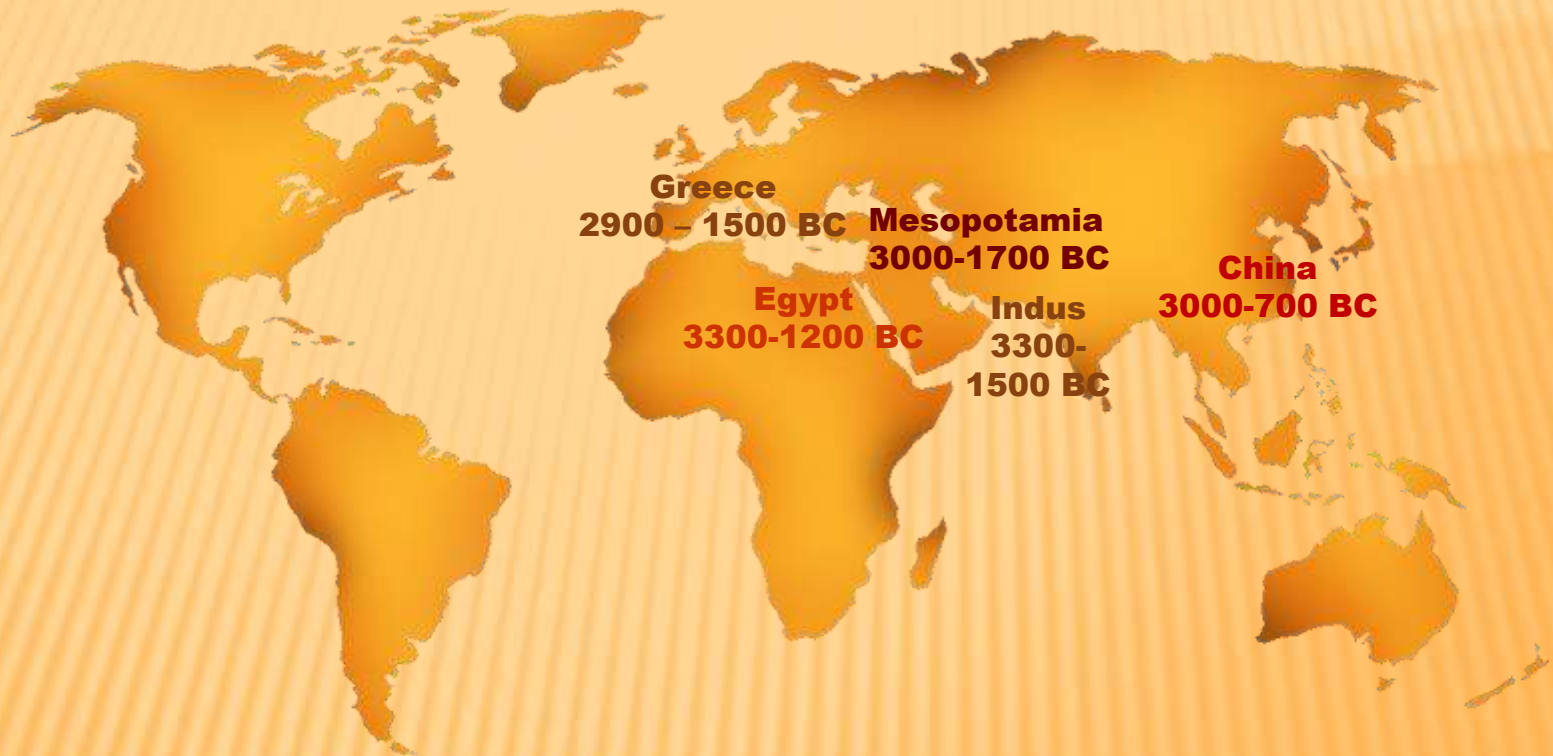 Greece
2900 – 1500 BC
Mesopotamia
3000-1700 BC
China
3000-700 BC
Egypt
3300-1200 BC
Indus
3300-
1500 BC